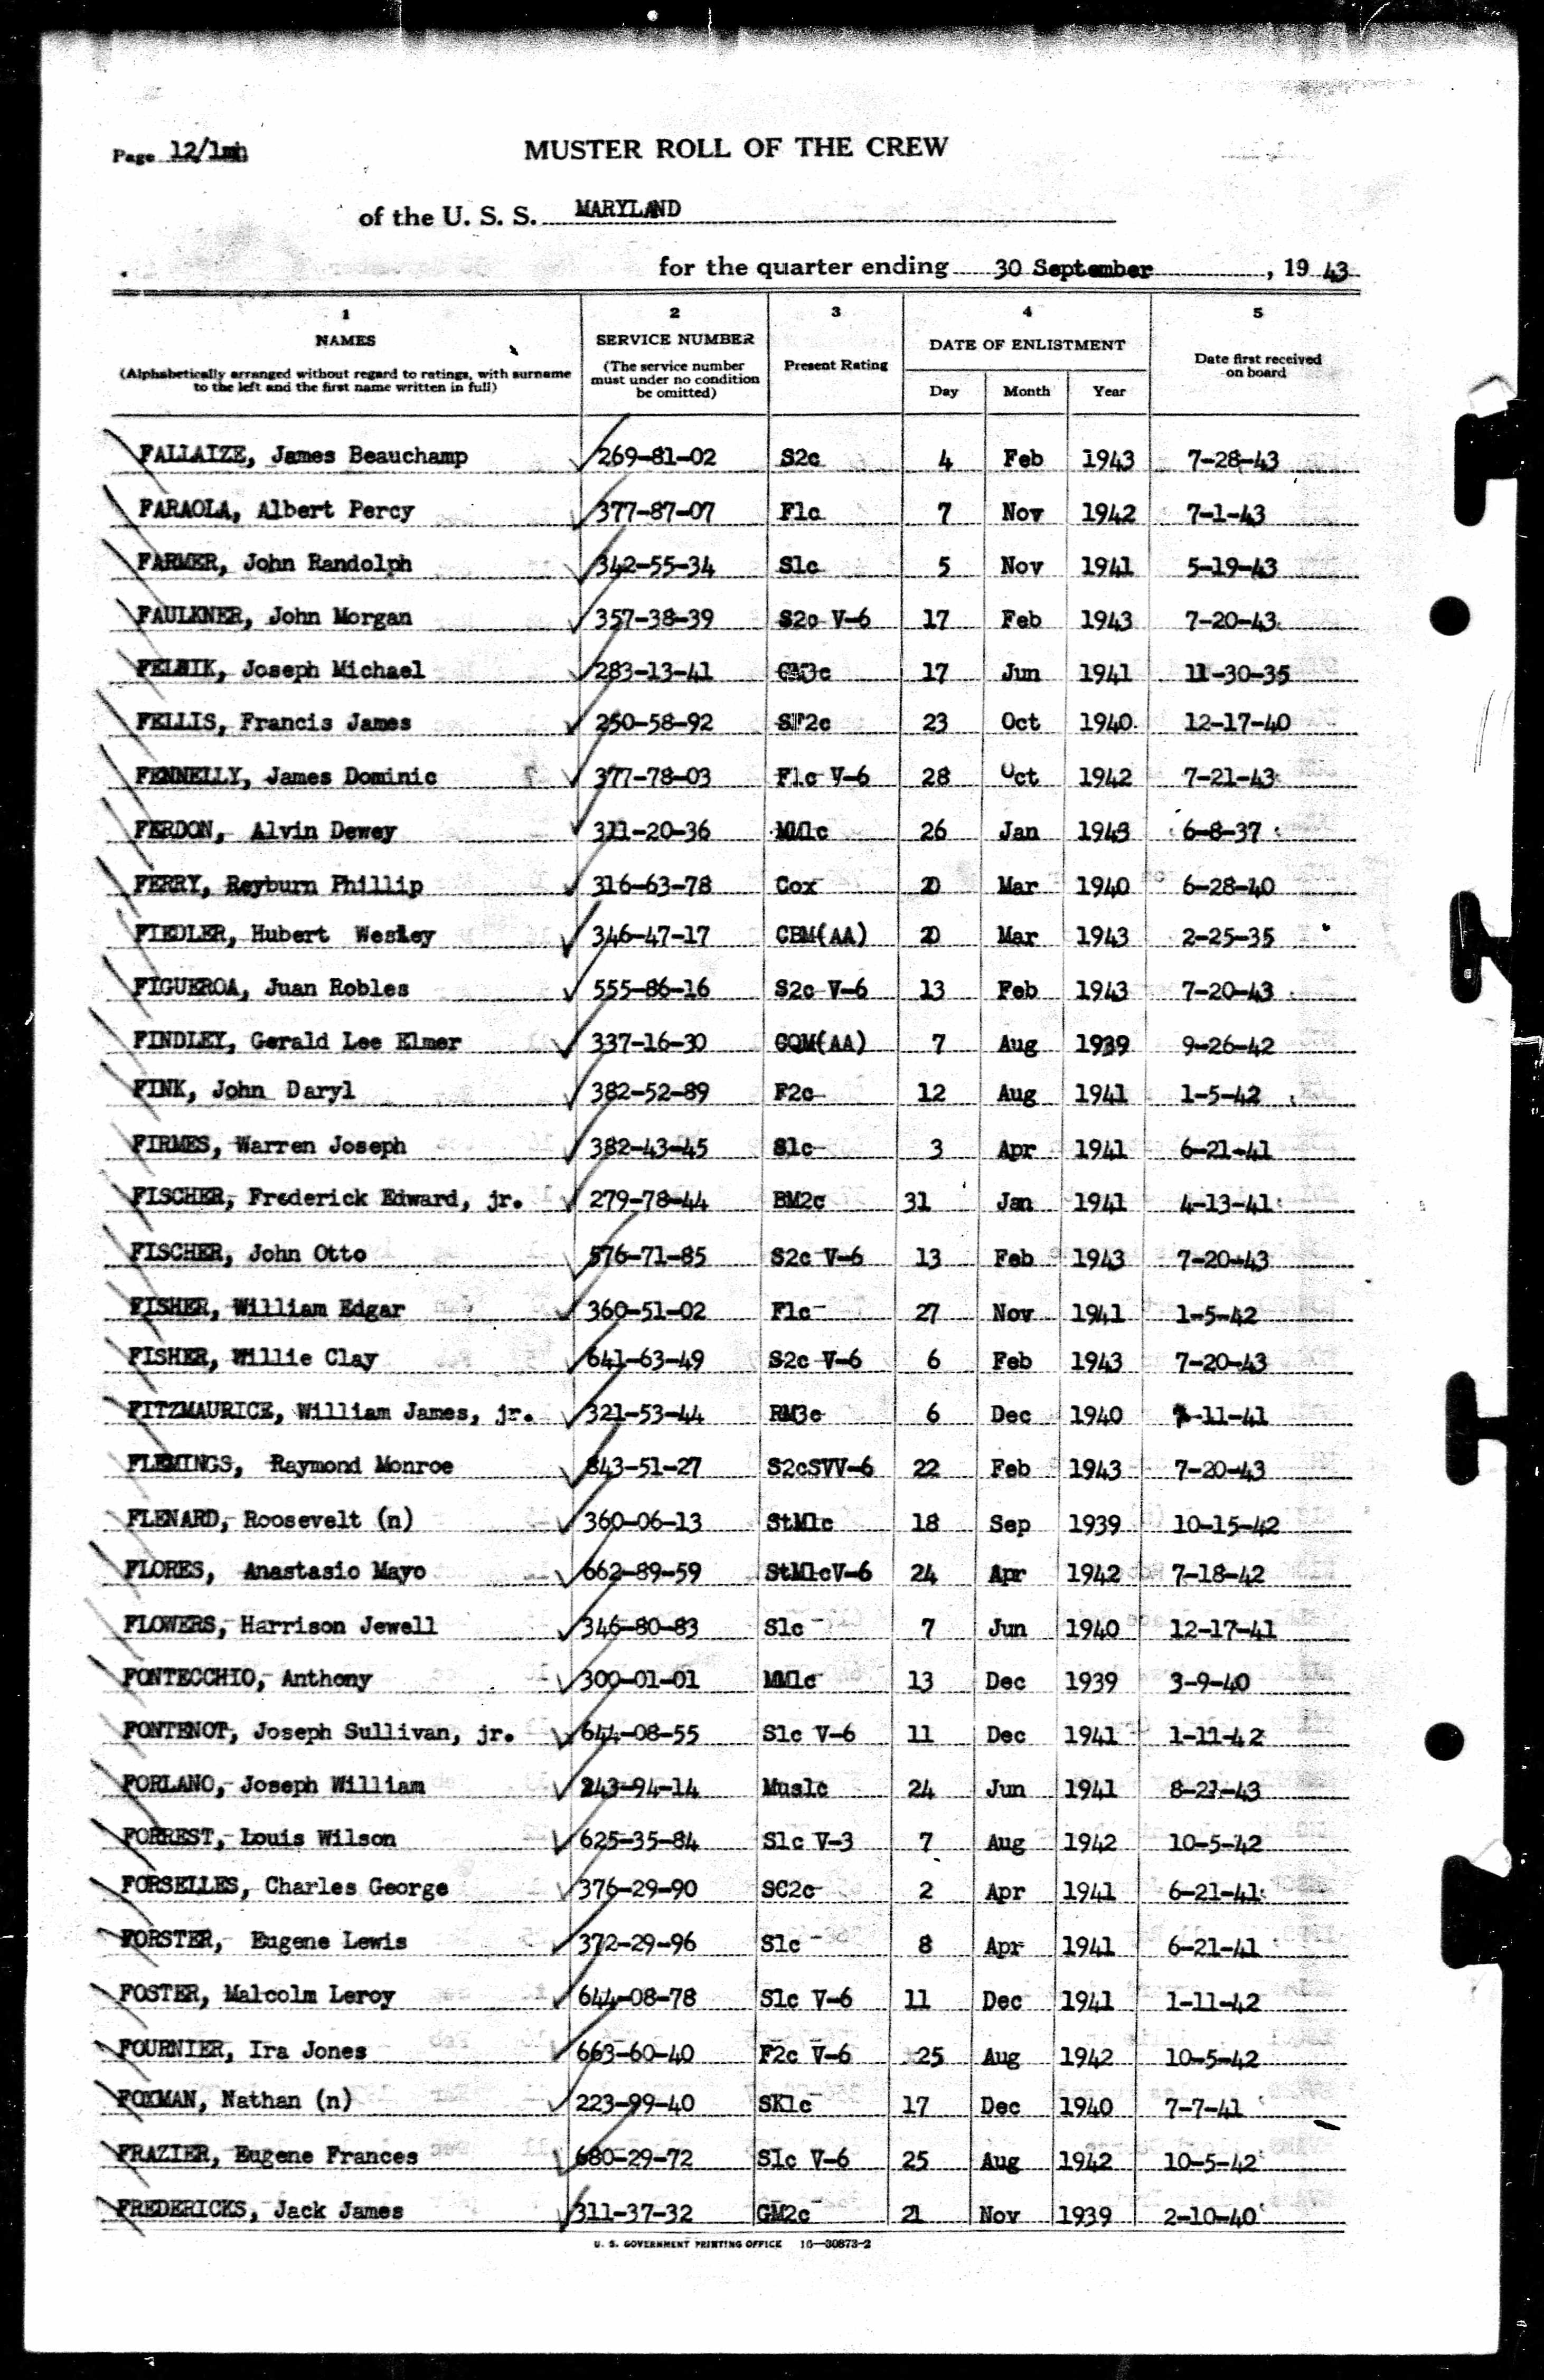 Page 12/lmh
MUSTER ROLL OF THE CREW
of the U. S. S. MARYLAND
for the quarter ending 30 September, 19 43
1 2 3 4 5
NAMES SERVICE NUMBER Present Rating DATE OF ENLISTMENT Date first received on board
(Alphabetically arranged without regard to ratings, with surname to the left and the first name written in full) (The service number must under no condition be omitted) Day Month Year
FALLAIZE, James Beauchamp 269-81-02 S2c 4 Feb 1943 7-28-43
FARAOLA, Albert Percy 377-87-07 F1c 7 Nov 1942 7-1-43
FARMER, John Randolph 342-55-34 S1c 5 Nov 1941 5-19-43
FAULKNER, John Morgan 357-38-39 S2c V-6 17 Feb 1943 7-20-43
FELNIK, Joseph Michael 283-13-41 17 Jun 1941 11-30-35
FELLIS, Francis James 250-58-92 SF2c 23 Oct 1940 12-17-40
FENNELLY, James Dominic 377-78-03 F1c V-6 28 Oct 1942 7-21-43
FERDON, Alvin Dewey 311-20-36 MM1c 26 Jan 1943 6-8-37
FERRY, Reyburn Phillip 316-63-78 Cox 20 Mar 1940 6-28-40
FIEDLER, Hubert Wesley 346-47-17 CBM(AA) 20 Mar 1943 2-25-35
FIGUEROA, Juan Robles 555-86-16 S2c V-6 13 Feb 1943 7-20-43
FINDLEY, Gerald Lee Elmer 337-16-30 CQM(AA) 7 Aug 1939 9-26-42
FINK, John Daryl 382-52-89 F2c 12 Aug 1941 1-5-42
FIRMES, Warren Joseph 382-43-45 S1c 3 Apr 1941 6-21-41
FISCHER, Frederick Edward, jr. 279-78-44 BM2c 31 Jan 1941 4-13-41
FISCHER, John Otto 576-71-85 S2c V-6 13 Feb 1943 7-20-43
FISHER, William Edgar 360-51-02 F1c 27 Nov 1941 1-5-42
FISHER, Willie Clay 641-63-49 S2c V-6 6 Feb 1943 7-20-43
FITZMAURICE, William James, jr. 321-53-44 RM3c 6 Dec 1940 -11-41
FLEMINGS, Raymond Monroe 843-51-27 S2cSVV-6 22 Feb 1943 7-20-43
FLENARD, Roosevelt (n) 360-06-13 StM1c 18 Sep 1939 10-15-42
FLORES, Anastasio Mayo 662-89-59 StM1cV-6 24 Apr 1942 7-18-42
FLOWERS, Harrison Jewell 346-80-83 S1c 7 Jun 1940 12-17-41
FONTECCHIO, Anthony 300-01-01 MM1c 13 Dec 1939 3-9-40
FONTENOT, Joseph Sullivan, jr. 644-08-55 S1c V-6 11 Dec 1941 1-11-42
FORLANO, Joseph William 243-94-14 Mus1c 24 Jun 1941 8-21-43
FORREST, Louis Wilson 625-35-84 S1c V-3 7 Aug 1942 10-5-42
FORSELLES, Charles George 376-29-90 SC2c 2 Apr 1941 6-21-41
FORSTER, Eugene Lewis 372-29-96 S1c 8 Apr 1941 6-21-41
FOSTER, Malcolm Leroy 644-08-78 S1c V-6 11 Dec 1941 1-11-42
FOURNIER, Ira Jones 663-60-40 F2c V-6 25 Aug 1942 10-5-42
FOXMAN, Nathan (n) 223-99-40 SK1c 17 Dec 1940 7-7-41
FRAZIER, Eugene Frances 680-29-72 S1c V-6 25 Aug 1942 10-5-42
FREDERICKS, Jack James 311-37-32 GM2c 21 Nov 1939 2-10-40
U. S. GOVERNMENT PRINTING OFFICE 16—30873-2